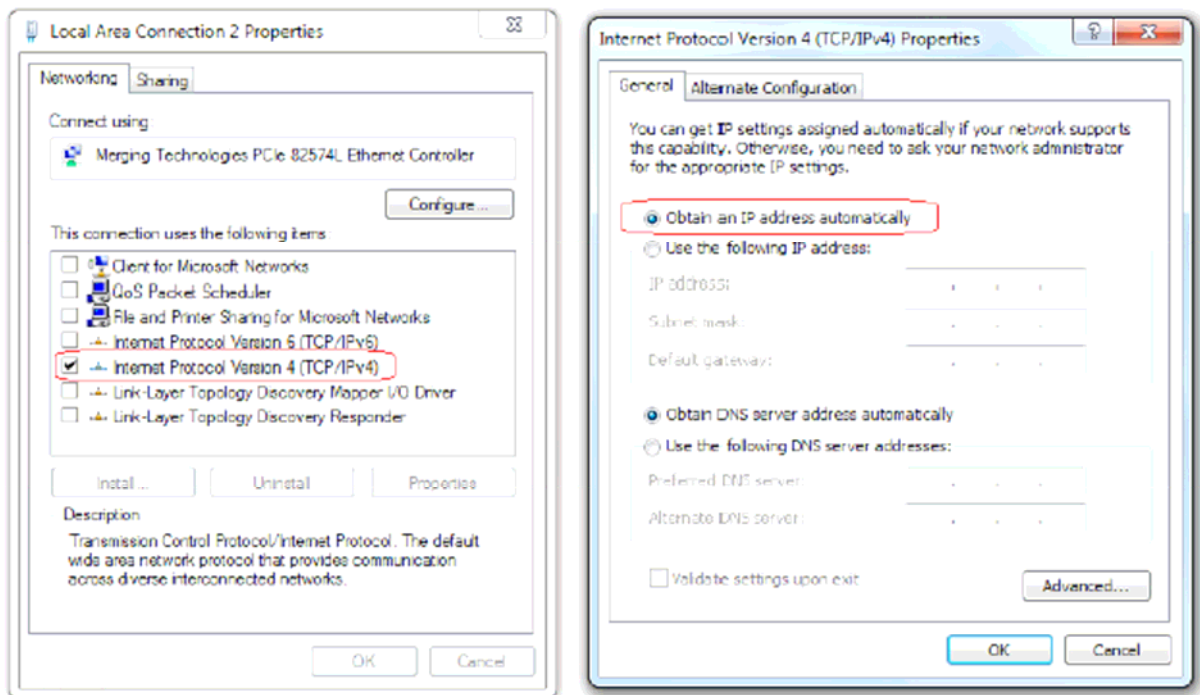 Local Area Connection 2 Properties
Networking
Sharing
Connect using:
Merging Technologies PCIe 82574L Ethernet Controller
Configure...
This connection uses the following items:
Client for Microsoft Networks
QoS Packet Scheduler
File and Printer Sharing for Microsoft Networks
Internet Protocol Version 6 (TCP/IPv6)
Internet Protocol Version 4 (TCP/IPv4)
Link-Layer Topology Discovery Mapper I/O Driver
Link-Layer Topology Discovery Responder
Install...
Uninstall
Properties
Description
Transmission Control Protocol/Internet Protocol. The default
wide area network protocol that provides communication
across diverse interconnected networks.
OK
Cancel
Internet Protocol Version 4 (TCP/IPv4) Properties
General
Alternate Configuration
You can get IP settings assigned automatically if your network supports
this capability. Otherwise, you need to ask your network administrator
for the appropriate IP settings.
Obtain an IP address automatically
Use the following IP address:
IP address:
Subnet mask:
Default gateway:
Obtain DNS server address automatically
Use the following DNS server addresses:
Preferred DNS server:
Alternate DNS server:
Validate settings upon exit
Advanced...
OK
Cancel